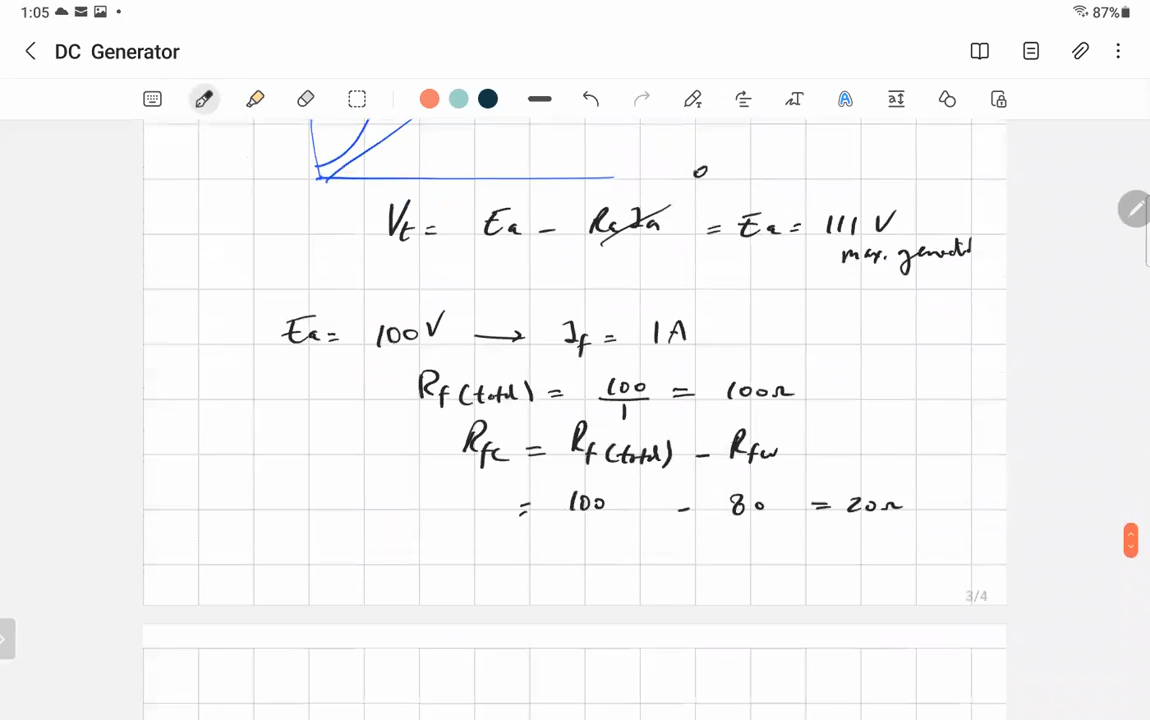 1:05
87%
DC Generator
0
Vt = Ea - RaIa = Ea = 111 V
max. generated
Ea = 100V → If = 1A
Rf(total) = 100/1 = 100Ω
Rfc = Rf(total) - Rfw
= 100 - 80 = 20Ω
3/4